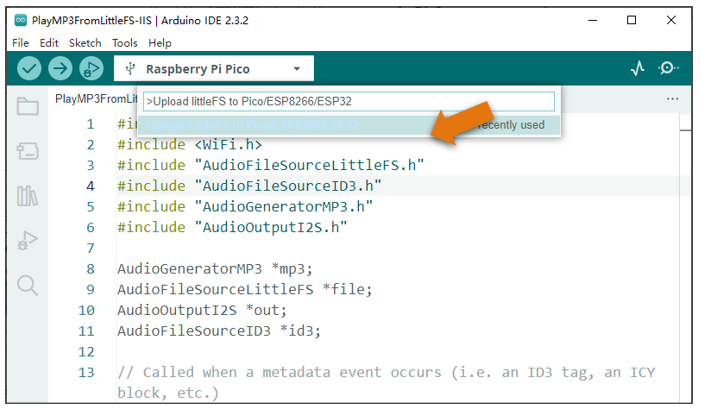 PlayMP3FromLittleFS-IIS | Arduino IDE 2.3.2
File Edit Sketch Tools Help
Raspberry Pi Pico
PlayMP3FromLit
>Upload littleFS to Pico/ESP8266/ESP32
recently used
1 #in
2 #include <WiFi.h>
3 #include "AudioFileSourceLittleFS.h"
4 #include "AudioFileSourceID3.h"
5 #include "AudioGeneratorMP3.h"
6 #include "AudioOutputI2S.h"
7
8 AudioGeneratorMP3 *mp3;
9 AudioFileSourceLittleFS *file;
10 AudioOutputI2S *out;
11 AudioFileSourceID3 *id3;
12
13 // Called when a metadata event occurs (i.e. an ID3 tag, an ICY
block, etc.)